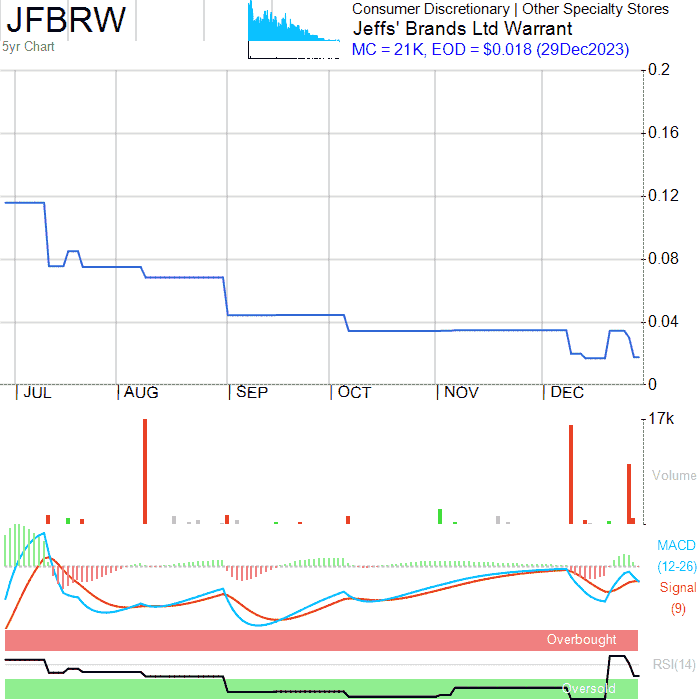 JFBRW
5yr Chart
Consumer Discretionary | Other Specialty Stores
Jeffs' Brands Ltd Warrant
MC = 21K, EOD = $0.018 (29Dec2023)
0.2
0.16
0.12
0.08
0.04
0
JUL AUG SEP OCT NOV DEC
17k
Volume
MACD
(12-26)
Signal
(9)
Overbought
RSI(14)
Oversold